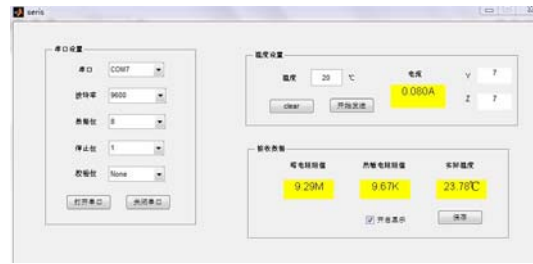 seris
串口设置
串口 COM7
波特率 9600
数据位 8
停止位 1
校验位 None
打开串口 关闭串口
温度设置
温度 20 ℃
clear 开始发送
电流
0.080A
Y 7
Z 7
接收数据
暗电阻阻值 热敏电阻阻值 实际温度
9.29M 9.67K 23.78℃
开启显示 保存